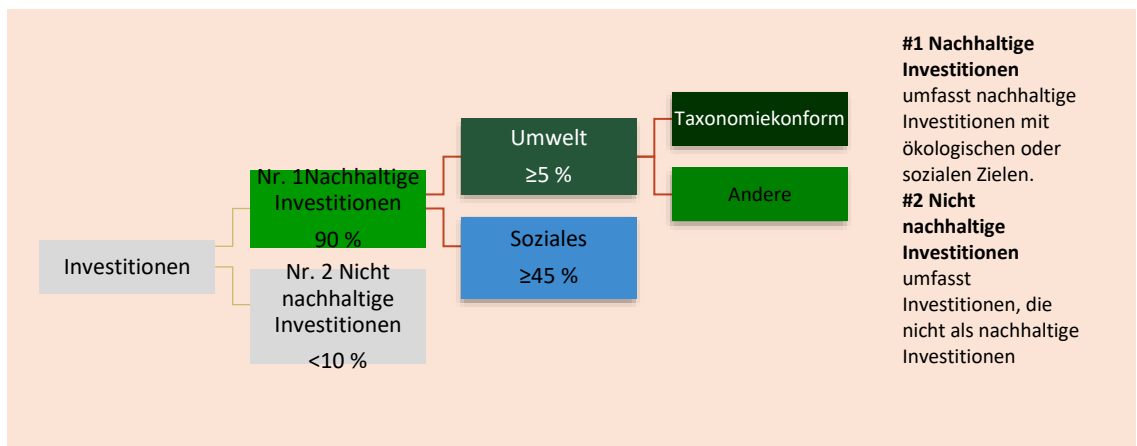 Investitionen
Nr. 1Nachhaltige
Investitionen
90 %
Nr. 2 Nicht
nachhaltige
Investitionen
<10 %
Umwelt
≥5 %
Soziales
≥45 %
Taxonomiekonform
Andere
#1 Nachhaltige
Investitionen
umfasst nachhaltige
Investitionen mit
ökologischen oder
sozialen Zielen.
#2 Nicht
nachhaltige
Investitionen
umfasst
Investitionen, die
nicht als nachhaltige
Investitionen